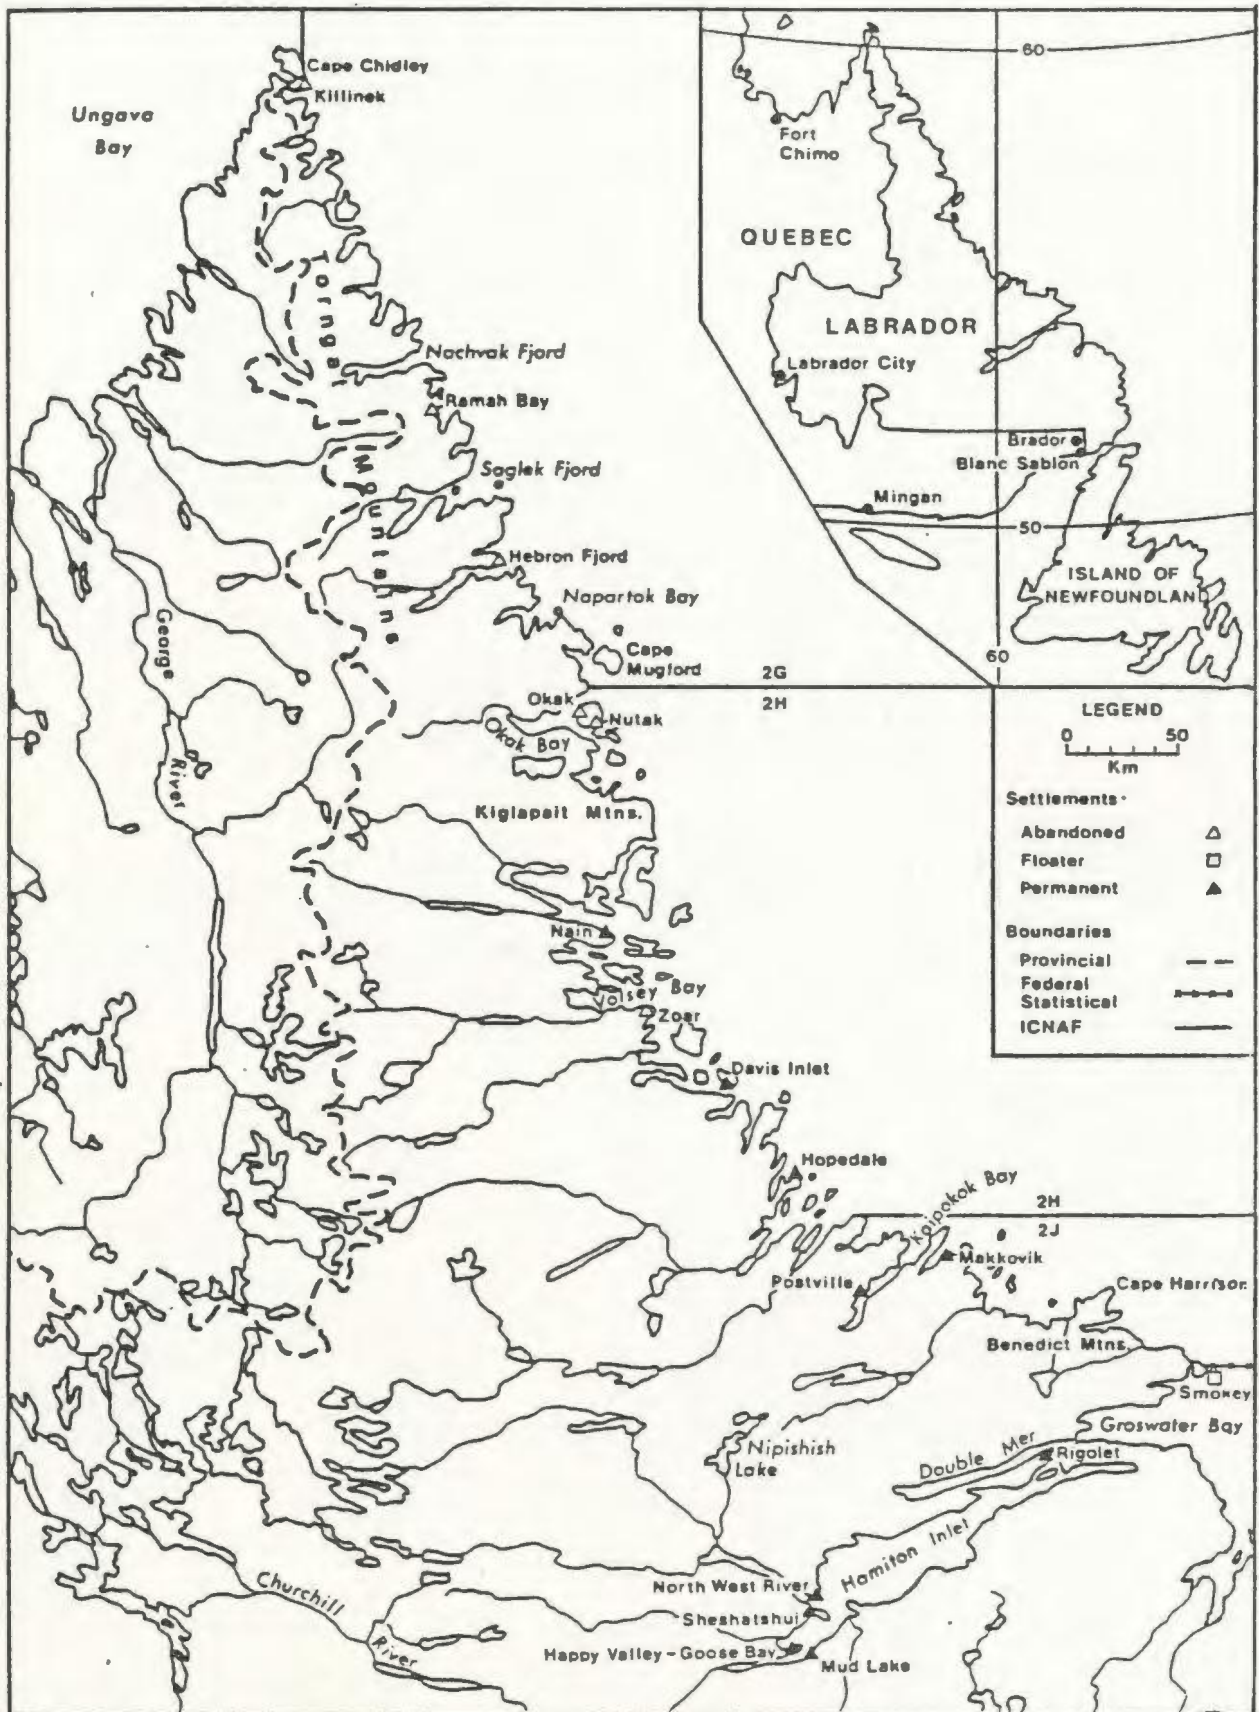 Cape Chidley
Killinek
Ungava
Bay
Torngat
Mountains
Nachvak Fjord
Ramah Bay
Saglek Fjord
Hebron Fjord
Napartok Bay
Cape
Mugford
George
River
Okak
Nutak
Okak Bay
Kiglapait Mtns.
2G
2H
Nain
Voisey Bay
Zoar
Davis Inlet
Hopedale
Kaipokok Bay
2H
2J
Makkovik
Postville
Cape Harrison
Benedict Mtns.
Smokey
Groswater Bay
Double Mer
Rigolet
Nipishish
Lake
Hamilton Inlet
North West River
Sheshatshui
Happy Valley-Goose Bay
Mud Lake
Churchill
River
60
Fort
Chimo
QUEBEC
LABRADOR
Labrador City
Brador
Blanc Sablon
Mingan
50
ISLAND OF
NEWFOUNDLAND
60
LEGEND
0 50
Km
Settlements
Abandoned
Floater
Permanent
Boundaries
Provincial
Federal
Statistical
ICNAF